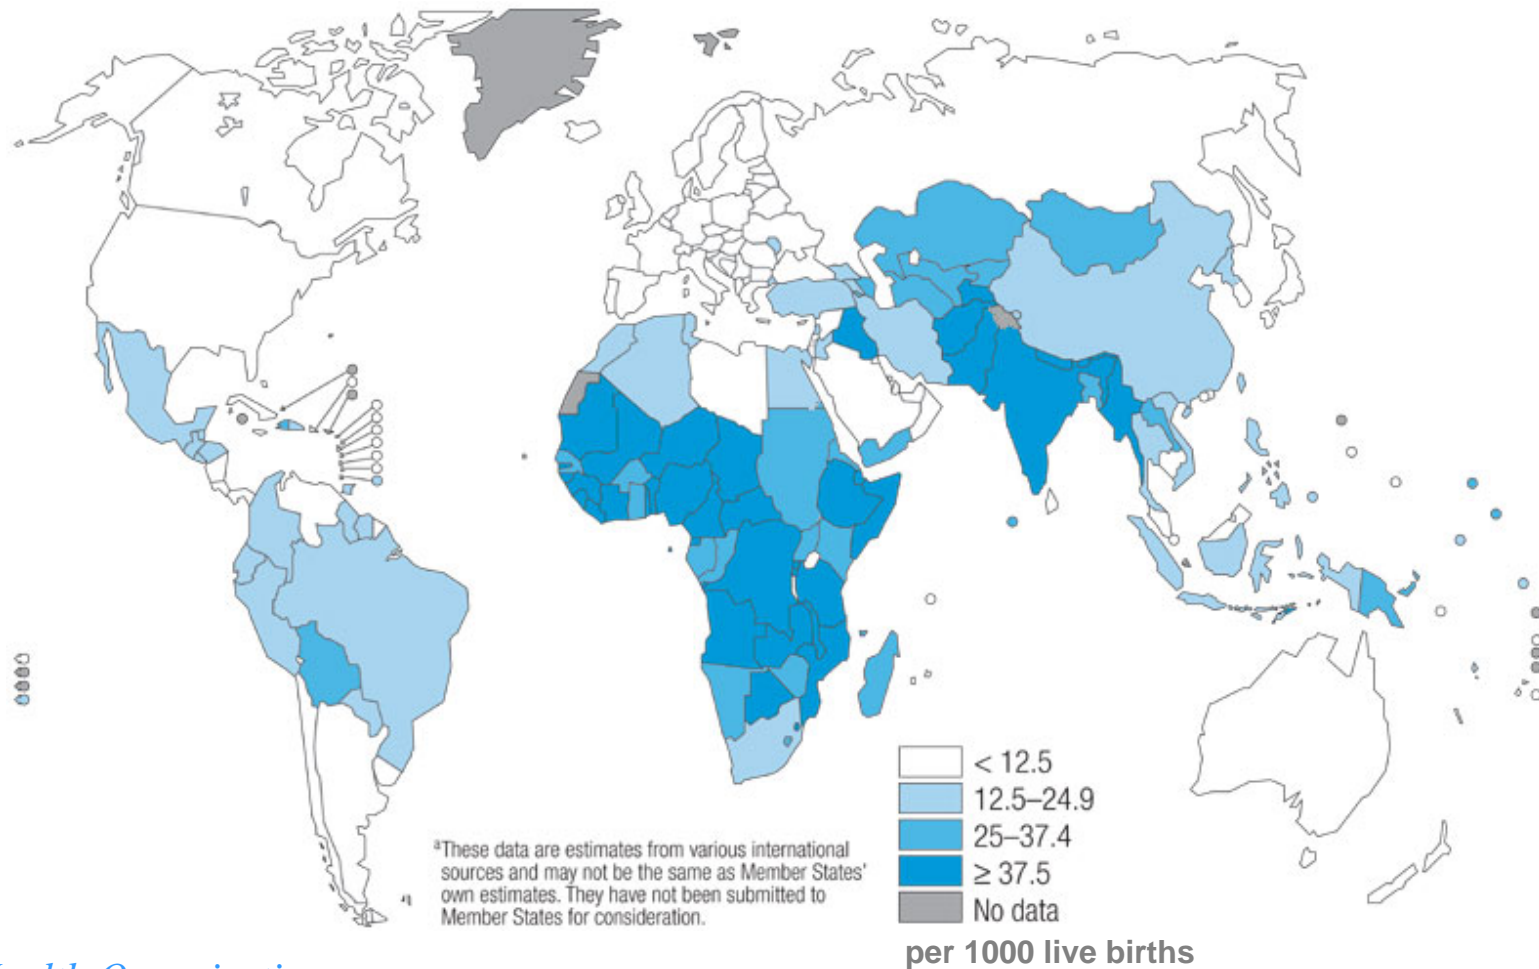 < 12.5
12.5–24.9
25–37.4
≥ 37.5
No data
per 1000 live births
ᵃThese data are estimates from various international
sources and may not be the same as Member States'
own estimates. They have not been submitted to
Member States for consideration.